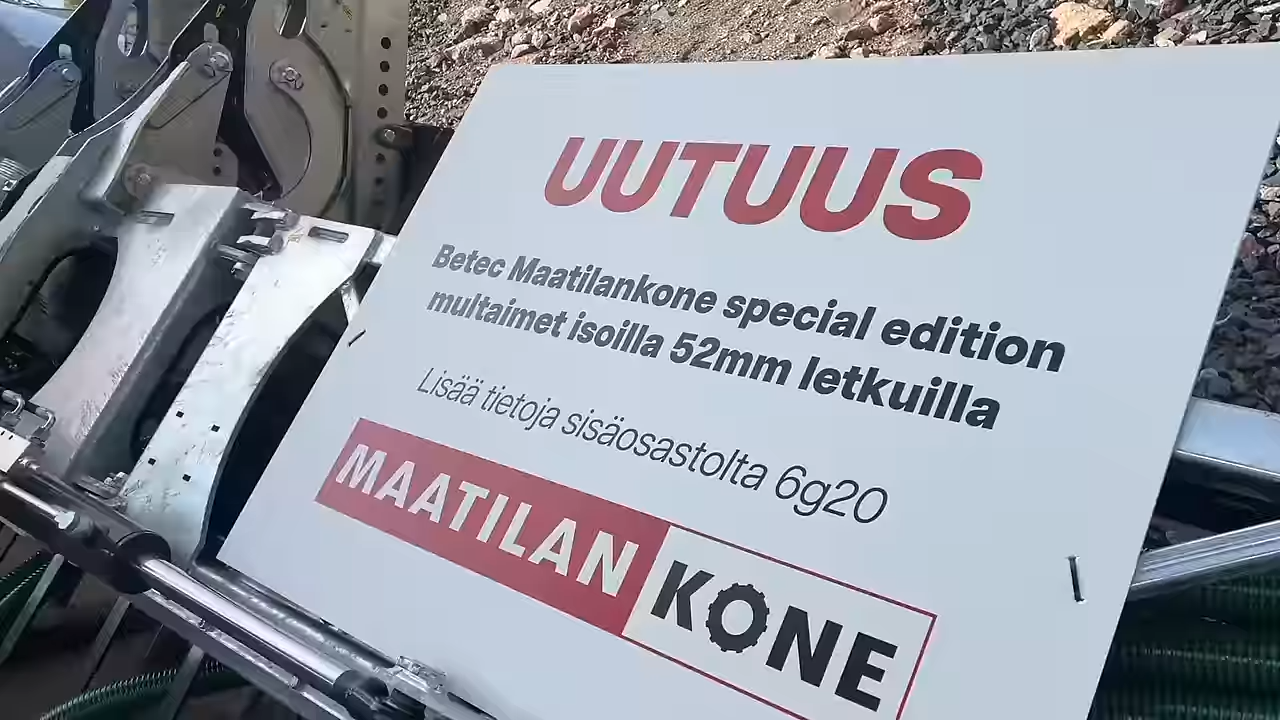 UUTUUS
Betec Maatilankone special edition
multaimet isoilla 52mm letkuilla
Lisää tietoja sisäosastolta 6g20
MAATILAN KONE